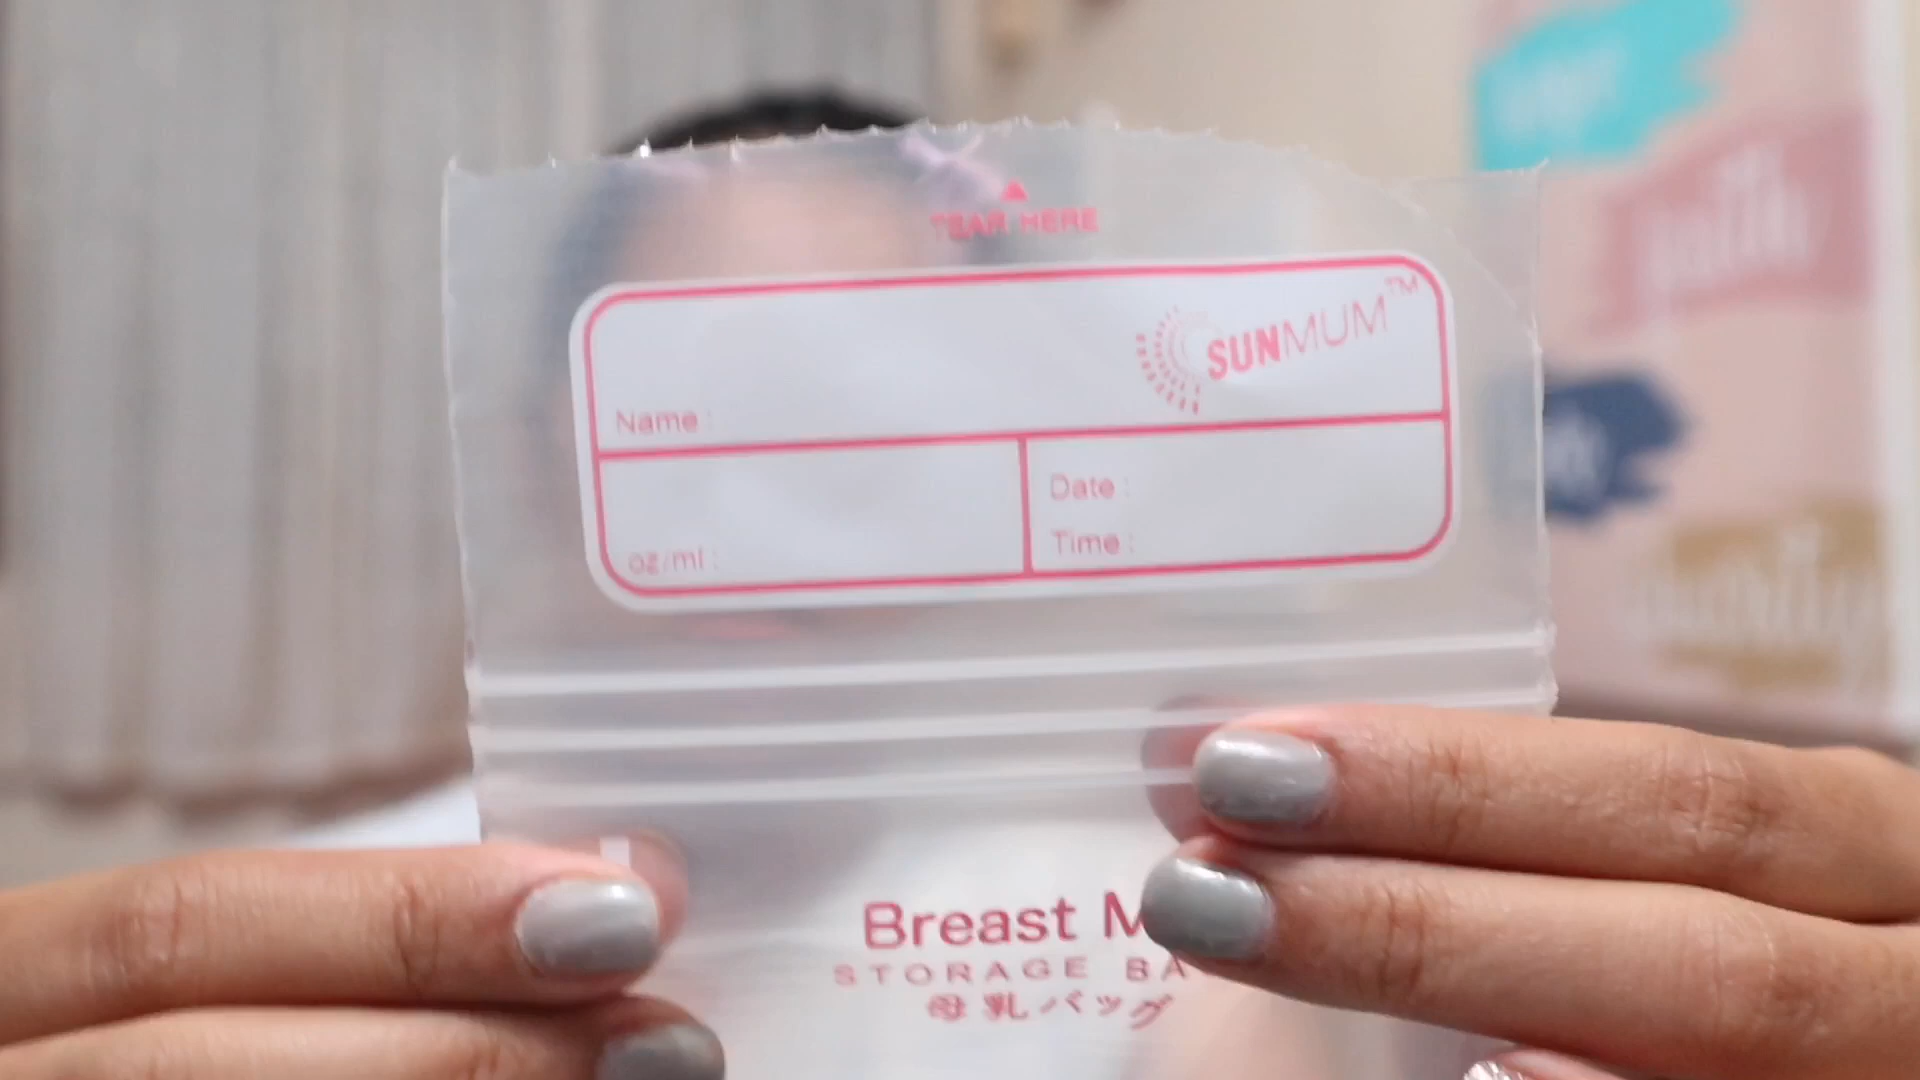 TEAR HERE
SUNMUM™
Name :
oz/ml :
Date :
Time :
Breast M
STORAGE BA
母乳バッグ